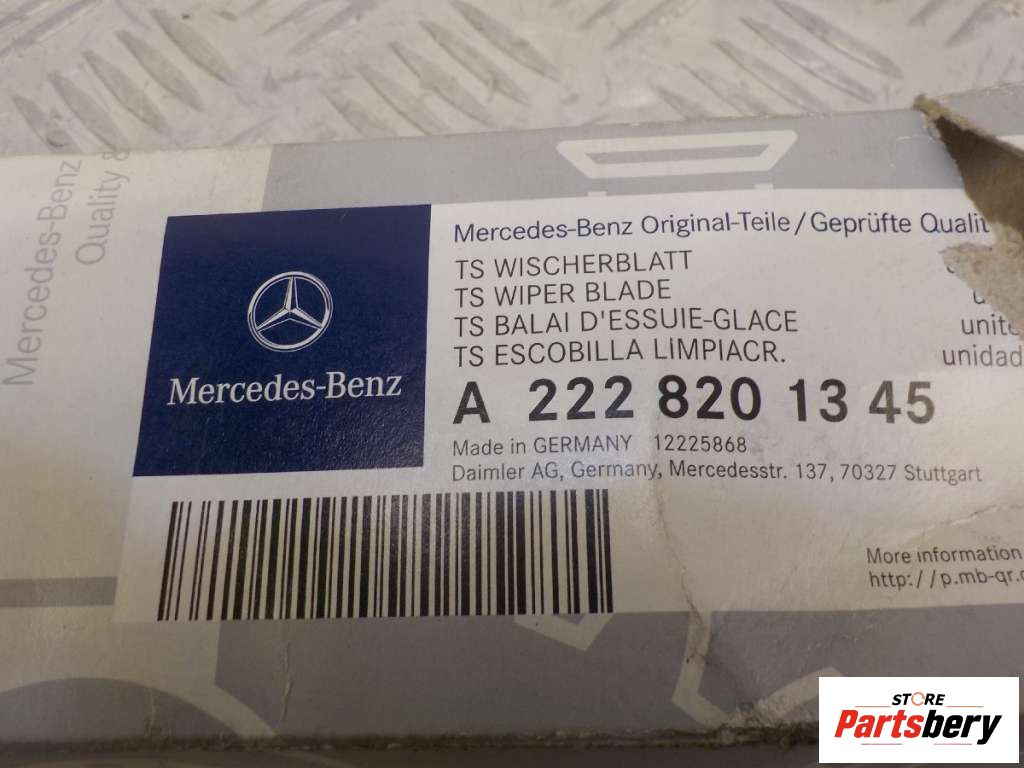 Mercedes-Benz
Quality &
Mercedes-Benz
Mercedes-Benz Original-Teile/Geprüfte
TS WISCHERBLATT
TS WIPER BLADE
TS BALAI D'ESSUIE-GLACE
TS ESCOBILLA LIMPIACR.
unidad
A 222 820 13 45
Made in GERMANY 12225868
Daimler AG, Germany, Mercedesstr. 137, 70327 Stuttgart
More information
http://p.mb-qr.
STORE
Partsbery